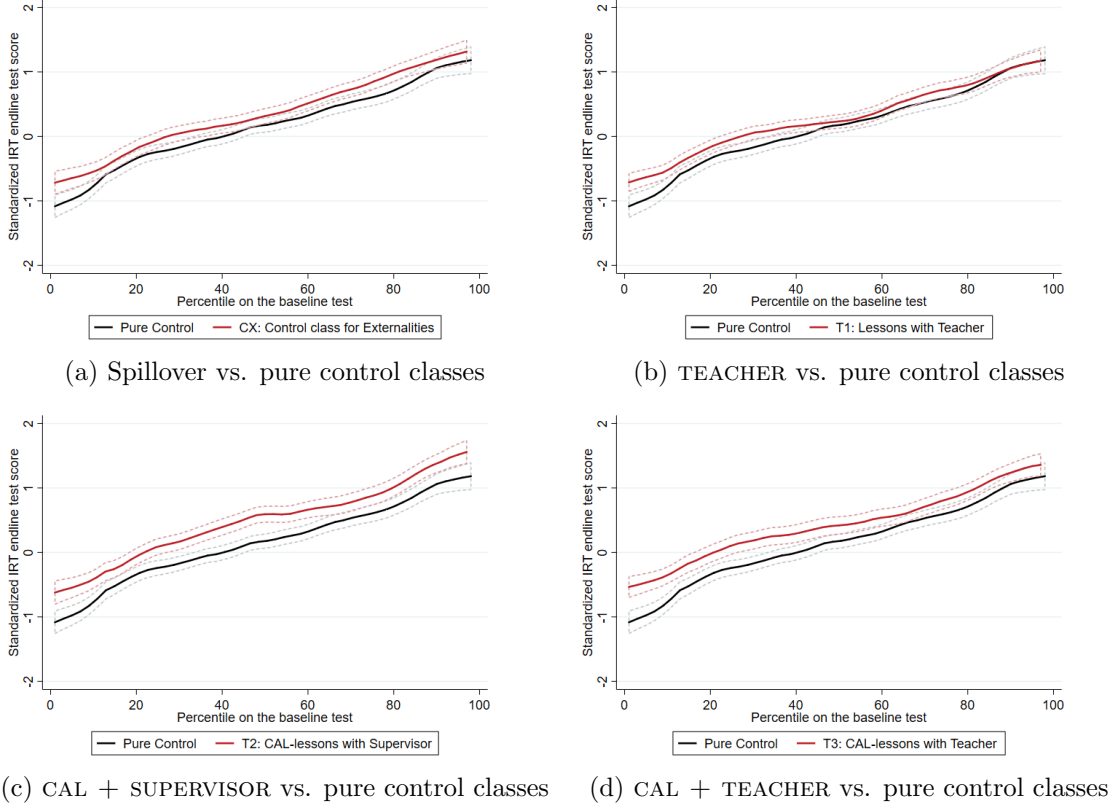 Standardized IRT endline test score
2
1
0
-1
-2
0 20 40 60 80 100
Percentile on the baseline test
Pure Control CX: Control class for Externalities
(a) Spillover vs. pure control classes
Standardized IRT endline test score
2
1
0
-1
-2
0 20 40 60 80 100
Percentile on the baseline test
Pure Control T1: Lessons with Teacher
(b) TEACHER vs. pure control classes
Standardized IRT endline test score
2
1
0
-1
-2
0 20 40 60 80 100
Percentile on the baseline test
Pure Control T2: CAL-lessons with Supervisor
(c) CAL + SUPERVISOR vs. pure control classes
Standardized IRT endline test score
2
1
0
-1
-2
0 20 40 60 80 100
Percentile on the baseline test
Pure Control T3: CAL-lessons with Teacher
(d) CAL + TEACHER vs. pure control classes